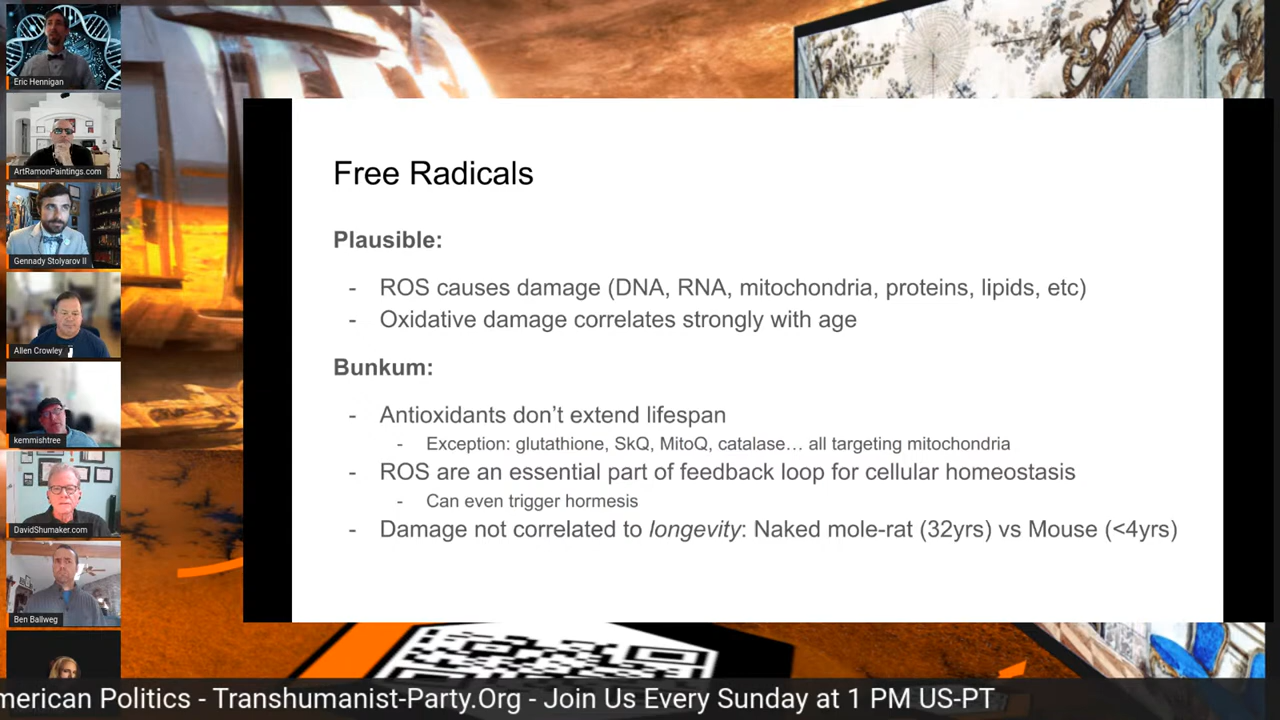 Eric Hennigan
ArtRamonPaintings.com
Gennady Stolyarov II
Allen Crowley
kemmishtree
DavidShumaker.com
Ben Ballweg
Free Radicals
Plausible:
- ROS causes damage (DNA, RNA, mitochondria, proteins, lipids, etc)
- Oxidative damage correlates strongly with age
Bunkum:
- Antioxidants don’t extend lifespan
- Exception: glutathione, SkQ, MitoQ, catalase… all targeting mitochondria
- ROS are an essential part of feedback loop for cellular homeostasis
- Can even trigger hormesis
- Damage not correlated to longevity: Naked mole-rat (32yrs) vs Mouse (<4yrs)
merican Politics - Transhumanist-Party.Org - Join Us Every Sunday at 1 PM US-PT